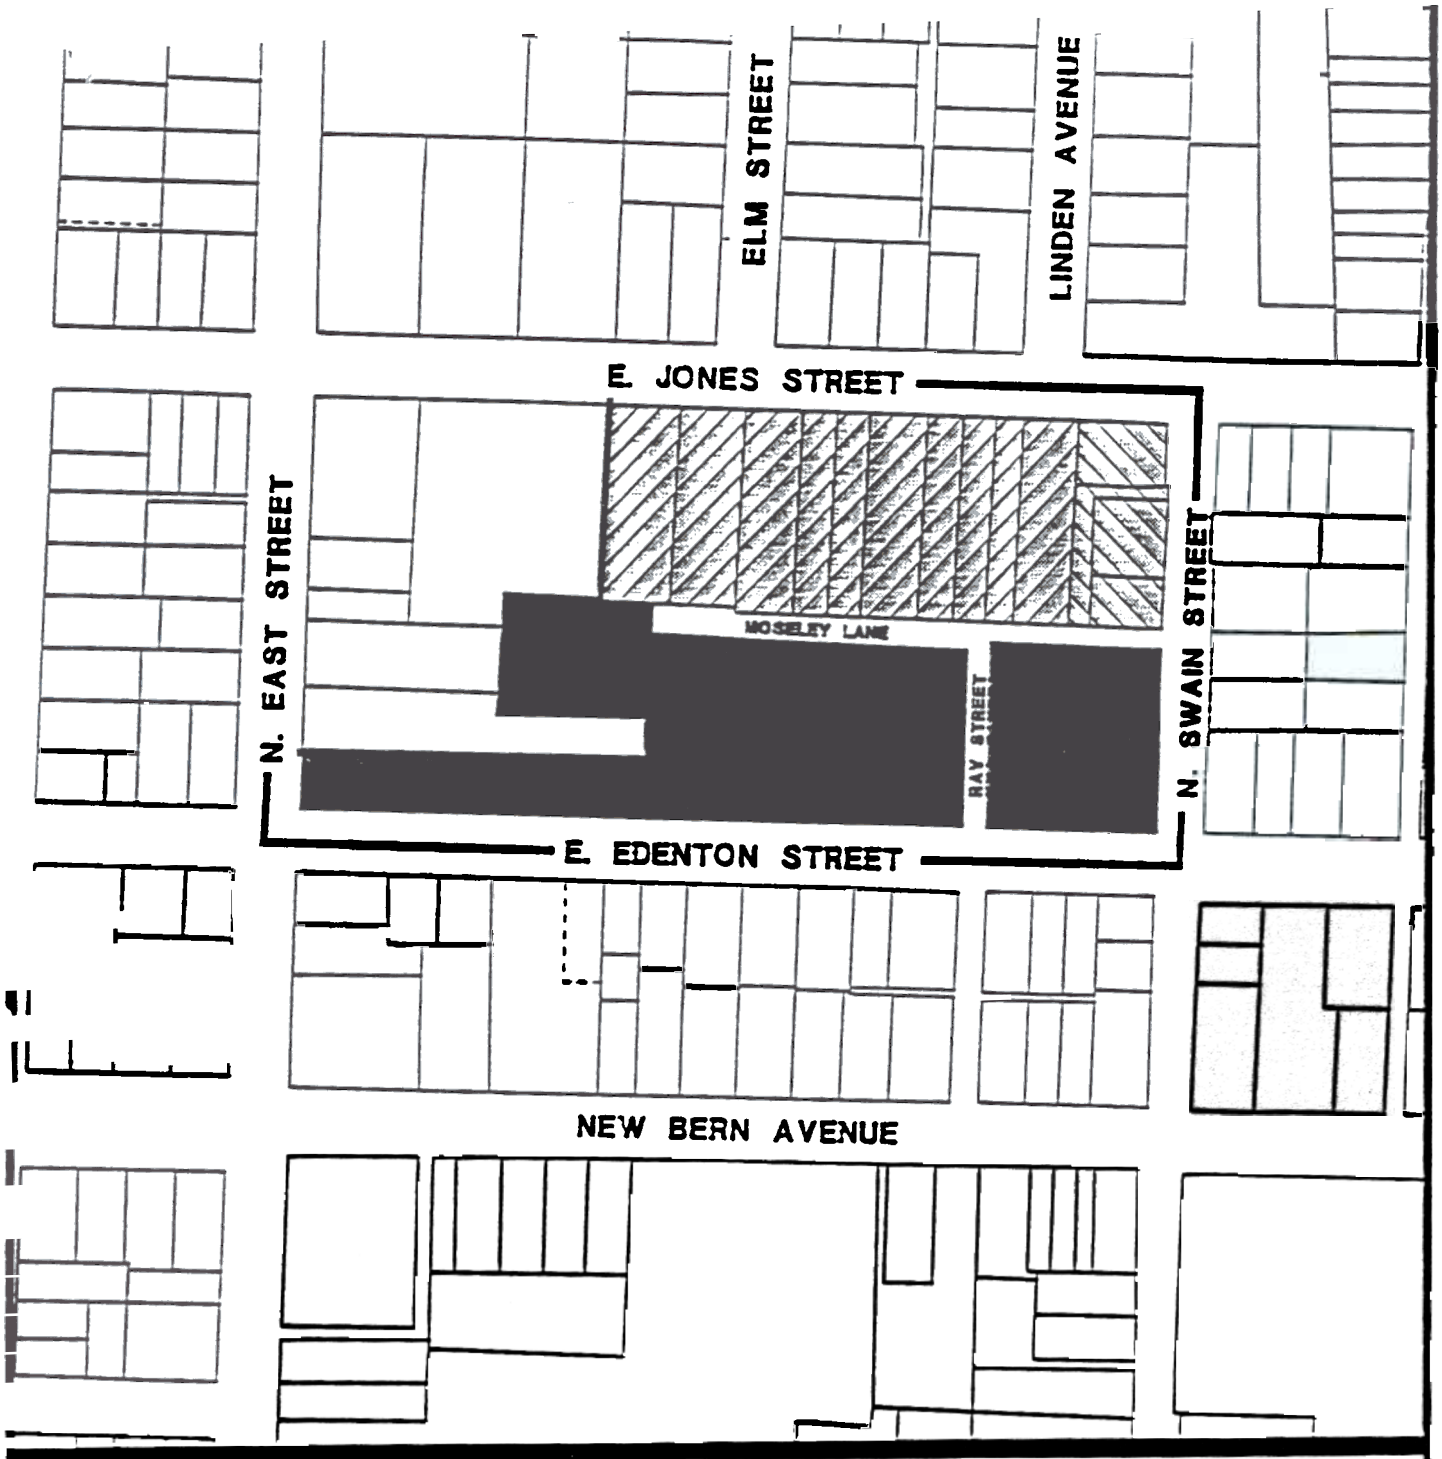 ELM STREET
LINDEN AVENUE
E. JONES STREET
N. EAST STREET
MOSELEY LANE
RAY STREET
N. SWAIN STREET
E. EDENTON STREET
NEW BERN AVENUE